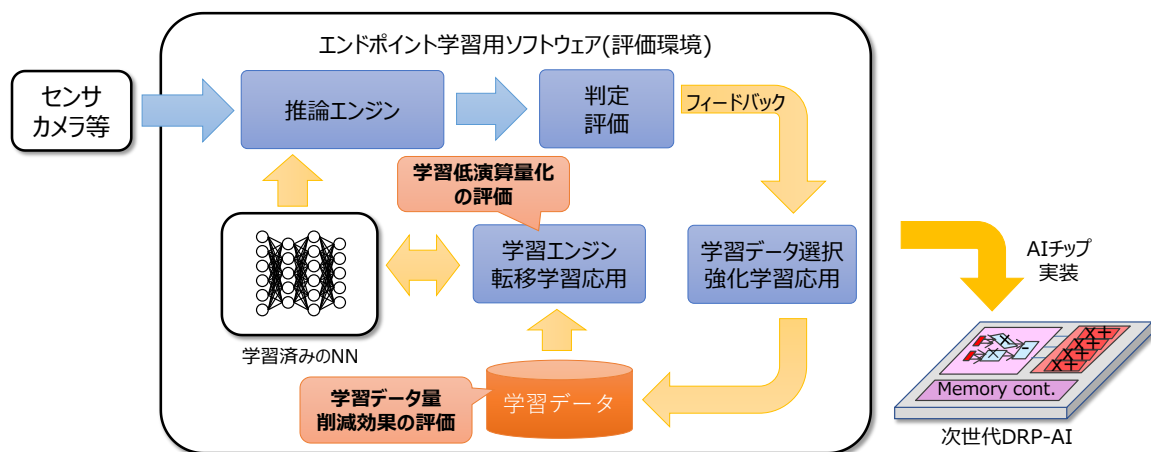 エンドポイント学習用ソフトウェア(評価環境)
センサ
カメラ等
推論エンジン
判定
評価
フィードバック
学習低演算量化
の評価
学習エンジン
転移学習応用
学習データ選択
強化学習応用
AIチップ
実装
学習済みのNN
学習データ量
削減効果の評価
学習データ
×
×
-
×+
×+
×+
×+
Memory cont.
次世代DRP-AI